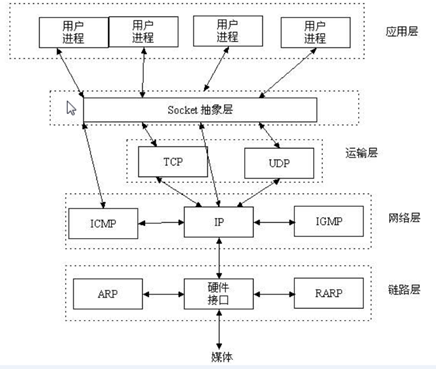 用户 用户 用户 用户
进程 进程 进程 进程
应用层
Socket 抽象层
运输层
TCP UDP
ICMP IP IGMP
网络层
ARP 硬件 RARP
接口
链路层
媒体